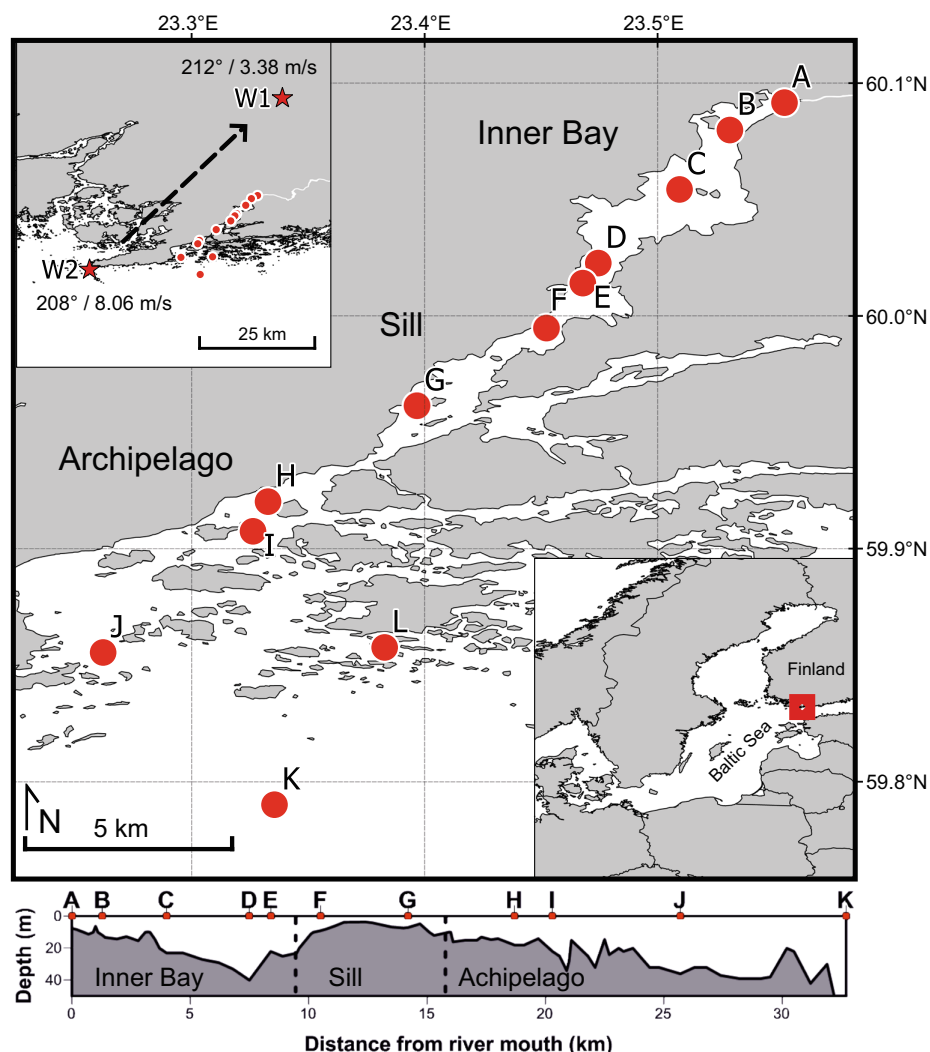 23.3°E 23.4°E 23.5°E
212° / 3.38 m/s
W1
W2
208° / 8.06 m/s
25 km
A
B
Inner Bay
60.1°N
C
D
E
F
60.0°N
Sill
G
Archipelago
H
I
59.9°N
J
L
Finland
Baltic Sea
K
59.8°N
N
5 km
A B C D E F G H I J K
Depth (m)
0
20
40
Inner Bay Sill Achipelago
0 5 10 15 20 25 30
Distance from river mouth (km)